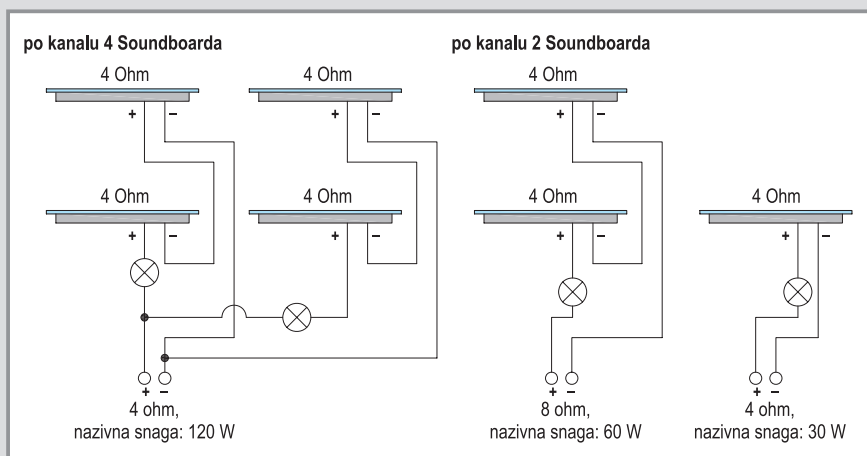 po kanalu 4 Soundboarda
4 Ohm
4 Ohm
+ –
+ –
4 Ohm
4 Ohm
+ –
+ –
+ –
4 ohm,
nazivna snaga: 120 W
po kanalu 2 Soundboarda
4 Ohm
+ –
4 Ohm
+ –
+ –
8 ohm,
nazivna snaga: 60 W
4 Ohm
+ –
+ –
4 ohm,
nazivna snaga: 30 W